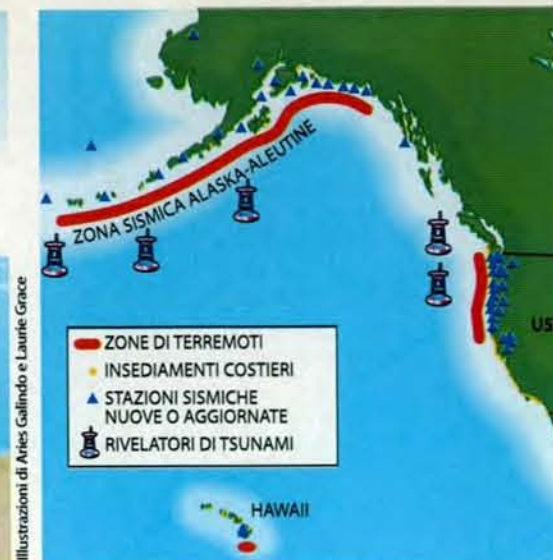 ZONA SISMICA ALASKA-ALEUTINE
US
ZONE DI TERREMOTI
INSEDIAMENTI COSTIERI
STAZIONI SISMICHE
NUOVE O AGGIORNATE
RIVELATORI DI TSUNAMI
HAWAII
Illustrazioni di Aries Galindo e Laurie Grace